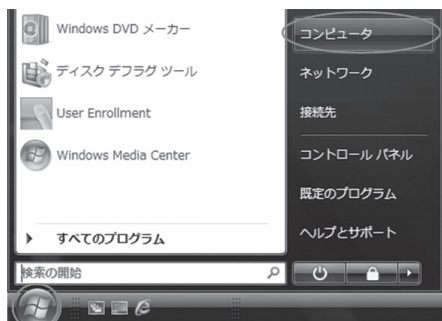 Windows DVD メーカー
ディスク デフラグ ツール
User Enrollment
Windows Media Center
すべてのプログラム
検索の開始
コンピュータ
ネットワーク
接続先
コントロール パネル
既定のプログラム
ヘルプとサポート